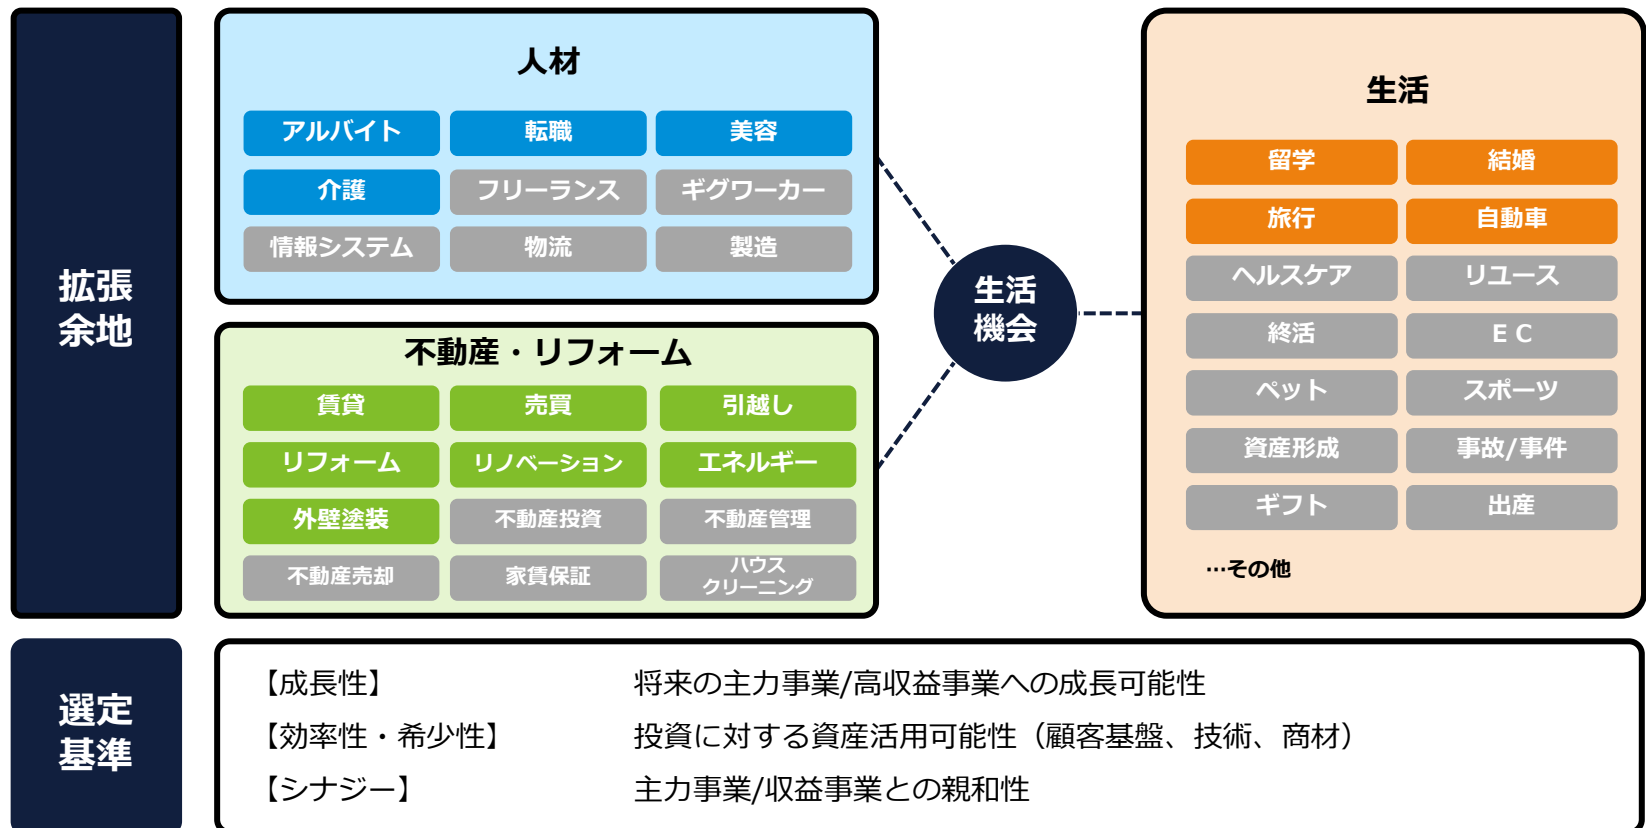 拡張
余地
人材
アルバイト
転職
美容
介護
フリーランス
ギグワーカー
情報システム
物流
製造
不動産・リフォーム
賃貸
売買
引越し
リフォーム
リノベーション
エネルギー
外壁塗装
不動産投資
不動産管理
不動産売却
家賃保証
ハウス
クリーニング
生活
機会
生活
留学
結婚
旅行
自動車
ヘルスケア
リユース
終活
ＥＣ
ペット
スポーツ
資産形成
事故/事件
ギフト
出産
…その他
選定
基準
【成長性】 将来の主力事業/高収益事業への成長可能性
【効率性・希少性】 投資に対する資産活用可能性（顧客基盤、技術、商材）
【シナジー】 主力事業/収益事業との親和性